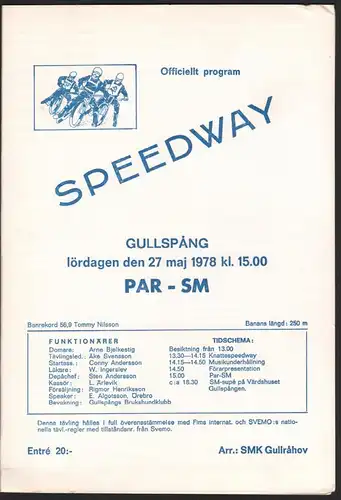 Officiellt program
SPEEDWAY
GULLSPÅNG
lördagen den 27 maj 1978 kl. 15.00
PAR - SM
Banrekord 56,9 Tommy Nilsson
Banans längd: 250 m
FUNKTIONÄRER
Domare: Arne Bjelkestig
Tävlingsled.: Åke Svensson
Startass.: Conny Andersson
Läkare: W. Ingerslev
Depåchef: Sten Andersson
Kassör: L. Arlevik
Försäljning: Rigmor Henriksson
Speaker: E. Algotsson, Örebro
Bevakning: Gullspångs Brukshundklubb
TIDSCHEMA:
Besiktning från 13.00
13.30—14.15 Knattespeedway
14.15—14.50 Musikunderhållning
14.50 Förarpresentation
15.00 Par-SM
c:a 18.30 SM-supé på Värdshuset
Gullspången.
Denna tävling hålles i full överensstämmelse med Fims internat. och SVEMO:s natio-
nella tävl.-regler med tillståndanr. från Svemo.
Entré 20:-
Arr.: SMK Gullråhov